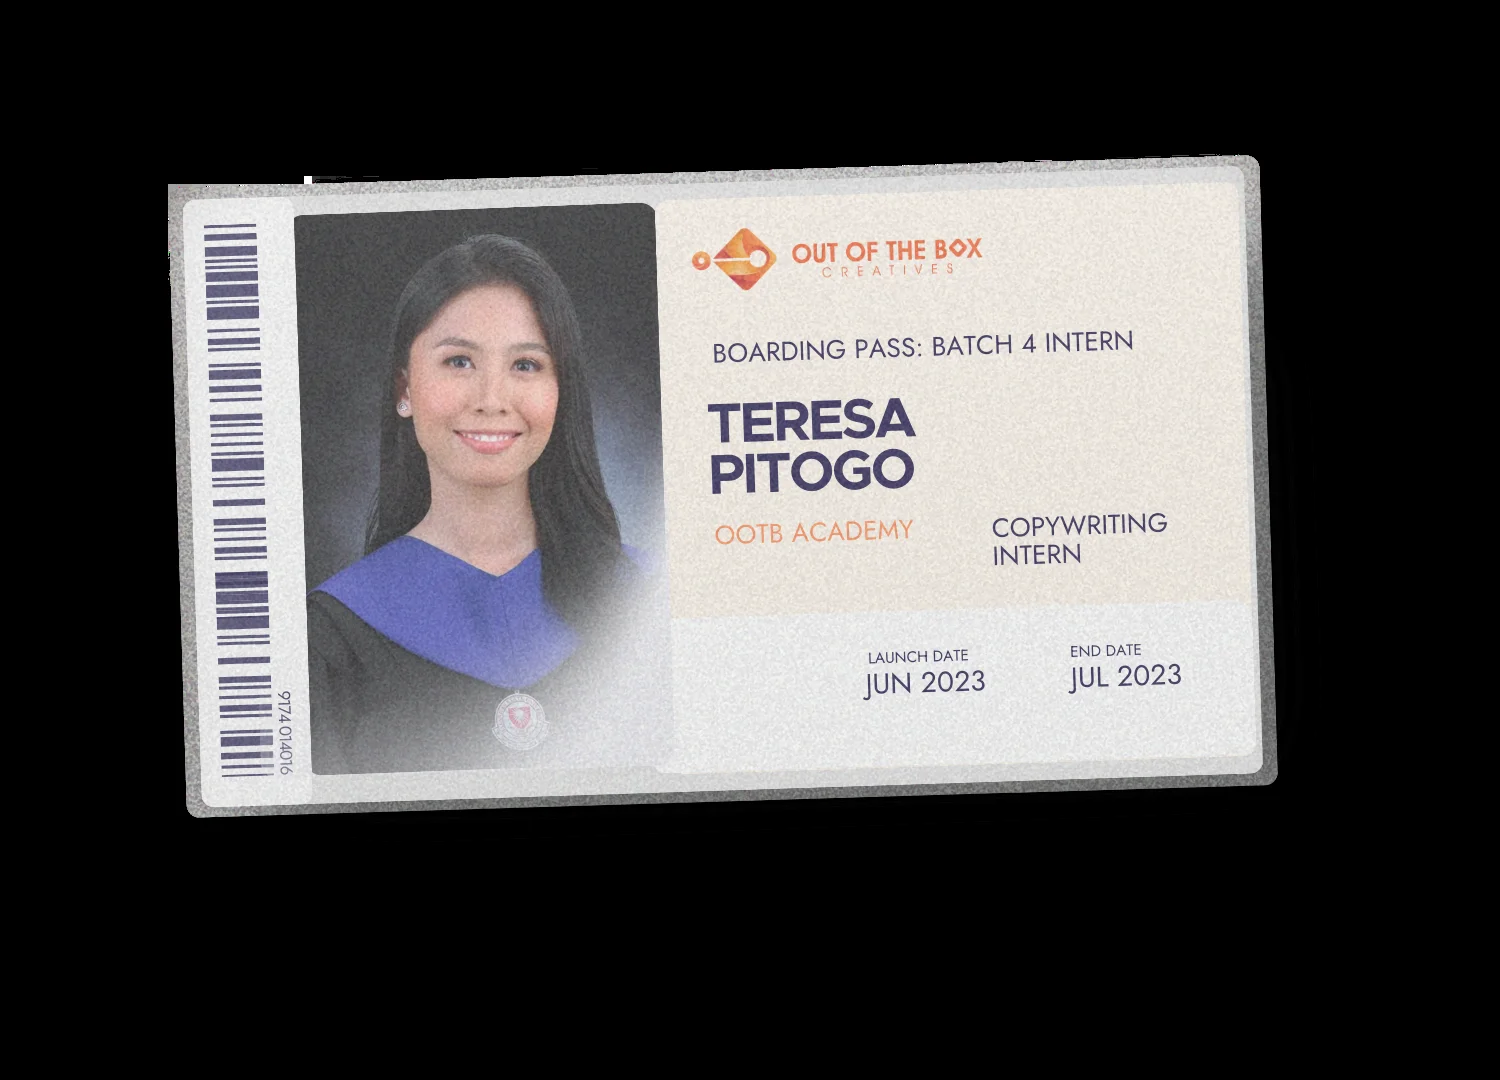 OUT OF THE BOX
CREATIVES
BOARDING PASS: BATCH 4 INTERN
TERESA
PITOGO
OOTB ACADEMY
COPYWRITING
INTERN
LAUNCH DATE
JUN 2023
END DATE
JUL 2023
9174 014016